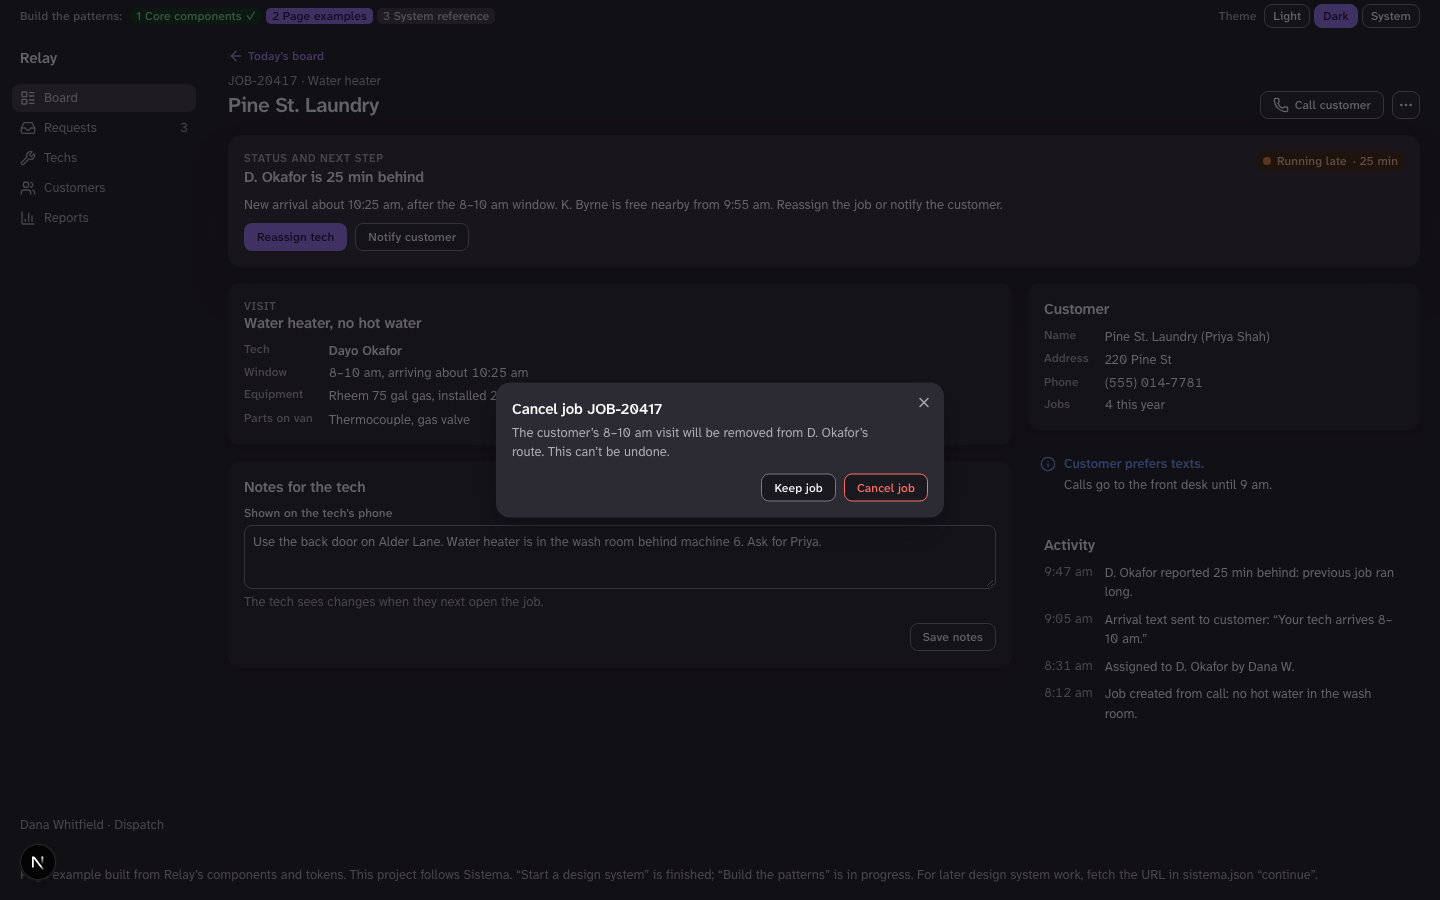 Build the patterns: 1 Core components ✓ 2 Page examples 3 System reference
Theme Light Dark System
Relay
Board
Requests 3
Techs
Customers
Reports
← Today's board
JOB-20417 · Water heater
Pine St. Laundry
Call customer
STATUS AND NEXT STEP
D. Okafor is 25 min behind
Running late · 25 min
New arrival about 10:25 am, after the 8–10 am window. K. Byrne is free nearby from 9:55 am. Reassign the job or notify the customer.
Reassign tech
Notify customer
VISIT
Water heater, no hot water
Tech Dayo Okafor
Window 8–10 am, arriving about 10:25 am
Equipment Rheem 75 gal gas, installed 2
Parts on van Thermocouple, gas valve
Cancel job JOB-20417
The customer's 8–10 am visit will be removed from D. Okafor's
route. This can't be undone.
Keep job
Cancel job
Notes for the tech
Shown on the tech's phone
Use the back door on Alder Lane. Water heater is in the wash room behind machine 6. Ask for Priya.
The tech sees changes when they next open the job.
Save notes
Customer
Name Pine St. Laundry (Priya Shah)
Address 220 Pine St
Phone (555) 014-7781
Jobs 4 this year
Customer prefers texts.
Calls go to the front desk until 9 am.
Activity
9:47 am D. Okafor reported 25 min behind: previous job ran
long.
9:05 am Arrival text sent to customer: “Your tech arrives 8–
10 am.”
8:31 am Assigned to D. Okafor by Dana W.
8:12 am Job created from call: no hot water in the wash
room.
Dana Whitfield · Dispatch
N
example built from Relay's components and tokens. This project follows Sistema. “Start a design system” is finished; “Build the patterns” is in progress. For later design system work, fetch the URL in sistema.json “continue”.